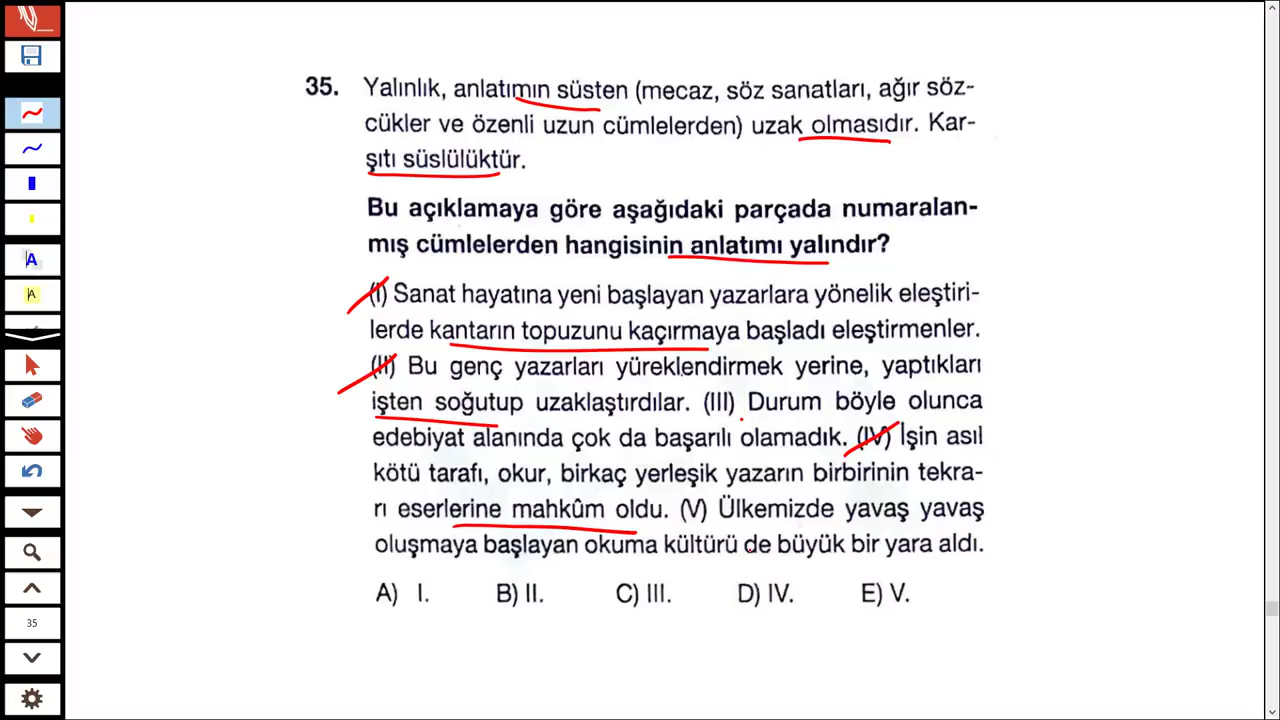 35. Yalınlık, anlatımın süsten (mecaz, söz sanatları, ağır söz-
cükler ve özenli uzun cümlelerden) uzak olmasıdır. Kar-
şıtı süslülüktür.
Bu açıklamaya göre aşağıdaki parçada numaralan-
mış cümlelerden hangisinin anlatımı yalındır?
(I) Sanat hayatına yeni başlayan yazarlara yönelik eleştiri-
lerde kantarın topuzunu kaçırmaya başladı eleştirmenler.
(II) Bu genç yazarları yüreklendirmek yerine, yaptıkları
işten soğutup uzaklaştırdılar. (III) Durum böyle olunca
edebiyat alanında çok da başarılı olamadık. (IV) İşin asıl
kötü tarafı, okur, birkaç yerleşik yazarın birbirinin tekra-
rı eserlerine mahkûm oldu. (V) Ülkemizde yavaş yavaş
oluşmaya başlayan okuma kültürü de büyük bir yara aldı.
A) I. B) II. C) III. D) IV. E) V.
A
A
35